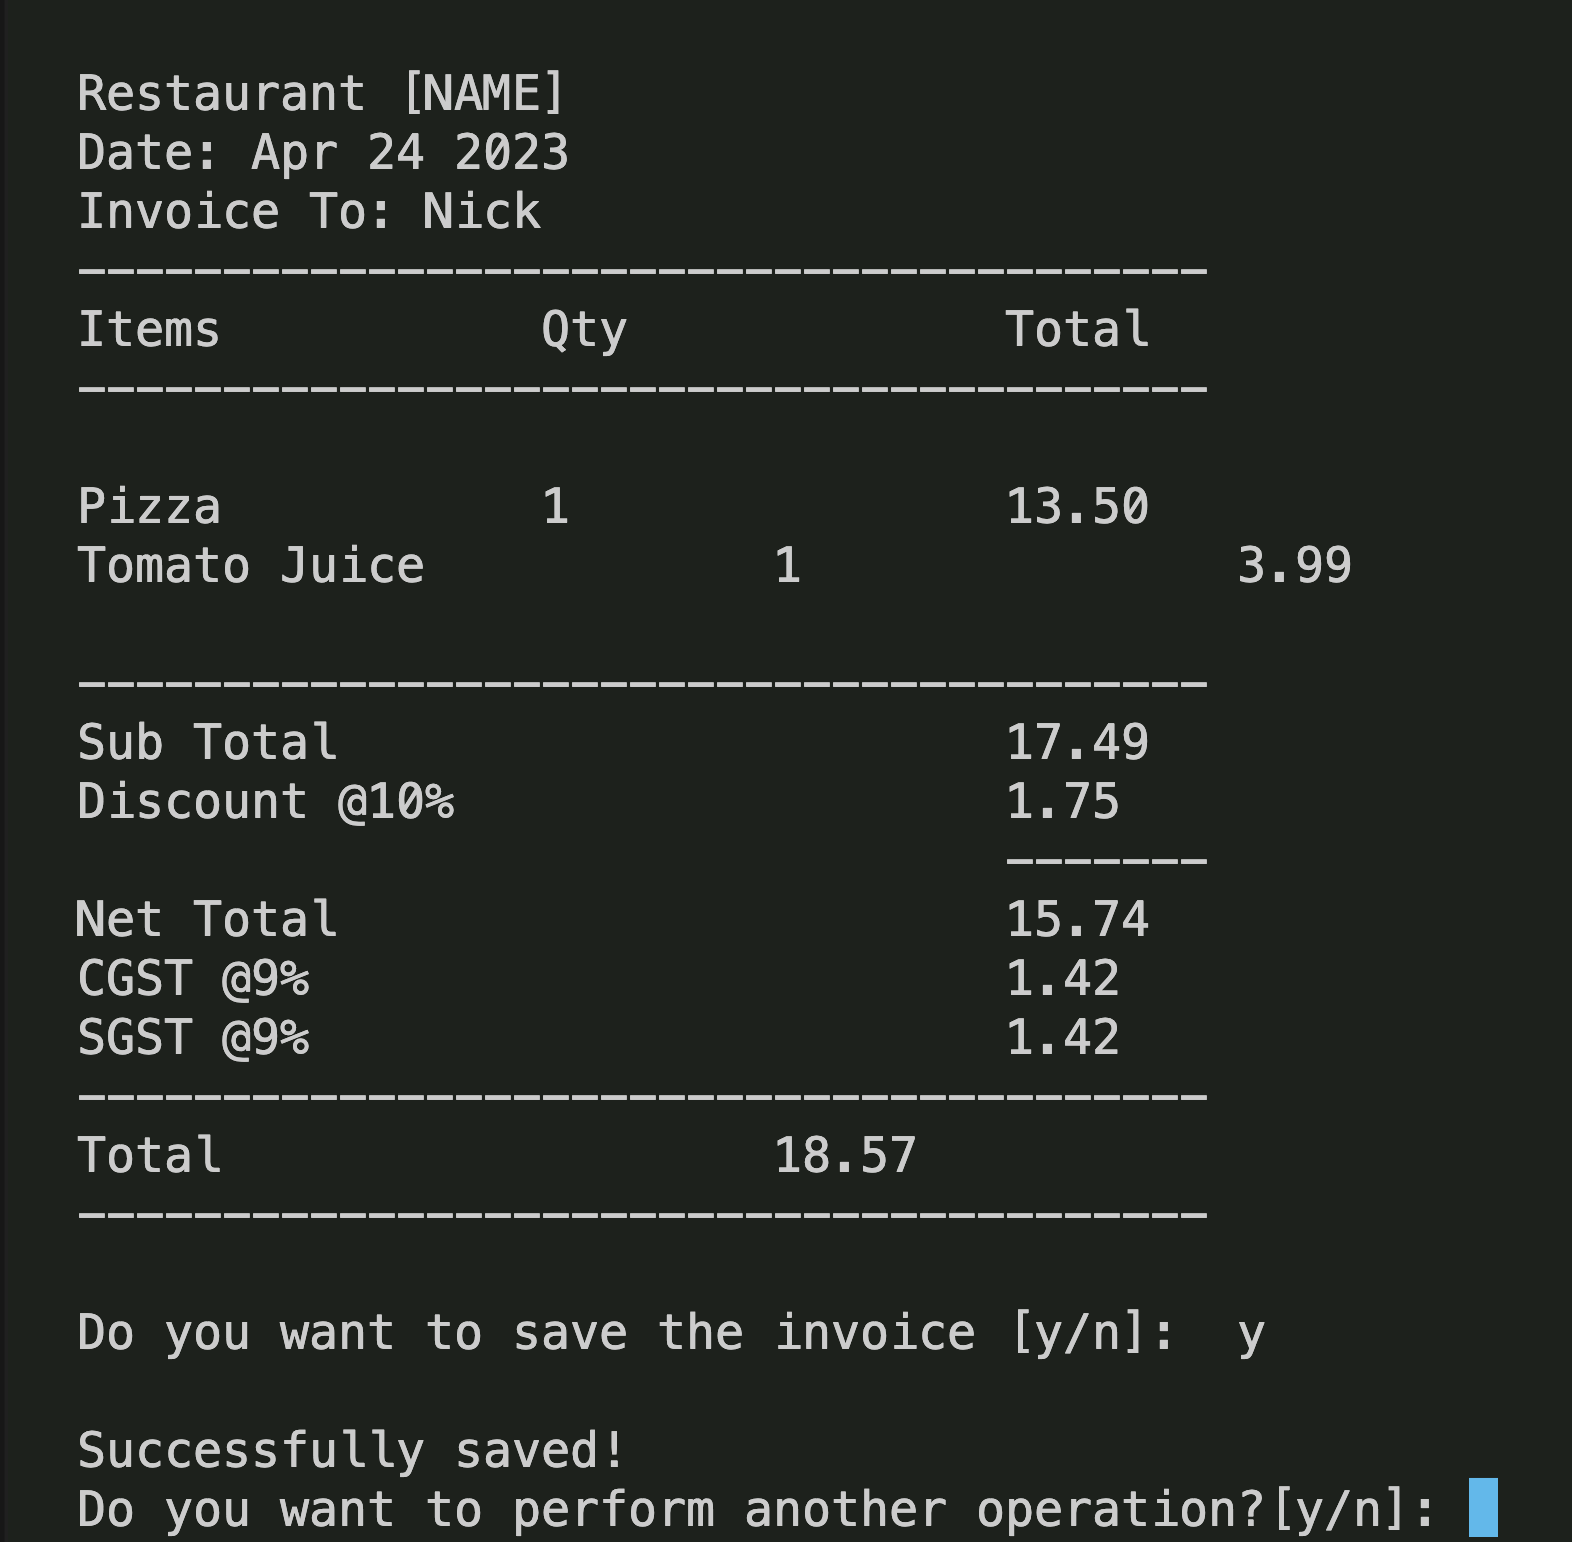 Restaurant [NAME]
Date: Apr 24 2023
Invoice To: Nick
---------------------------------------
Items Qty Total
---------------------------------------
Pizza 1 13.50
Tomato Juice 1 3.99
---------------------------------------
Sub Total 17.49
Discount @10% 1.75
-------
Net Total 15.74
CGST @9% 1.42
SGST @9% 1.42
---------------------------------------
Total 18.57
---------------------------------------
Do you want to save the invoice [y/n]: y
Successfully saved!
Do you want to perform another operation?[y/n]: